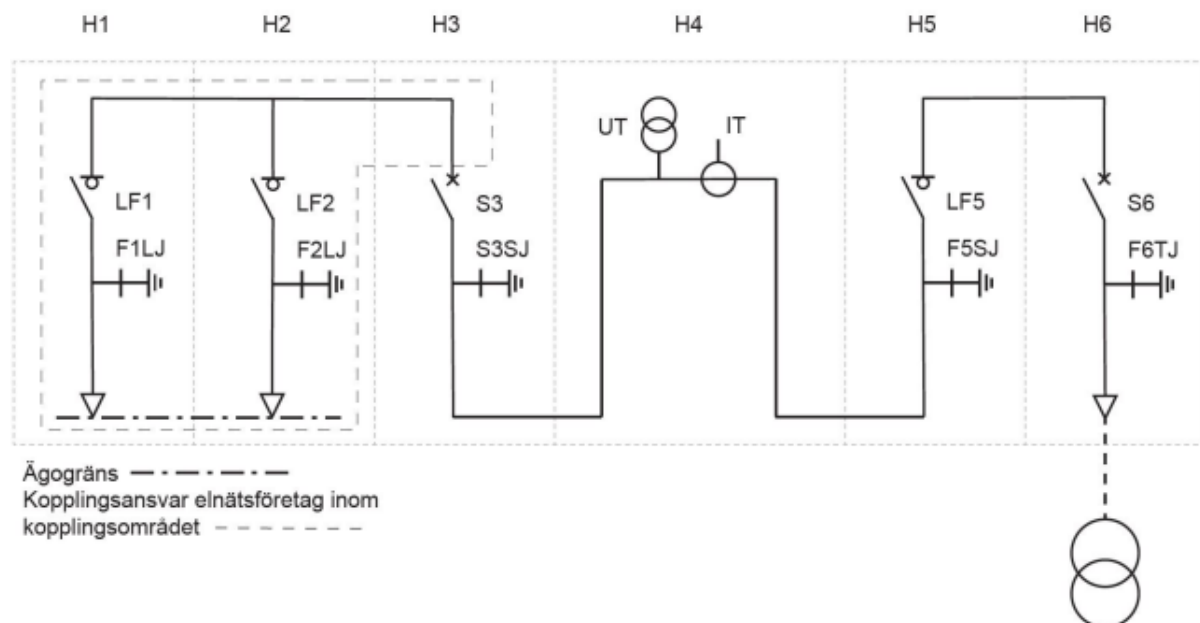 H1 H2 H3 H4 H5 H6
UT IT
LF1 LF2 S3 LF5 S6
F1LJ F2LJ S3SJ F5SJ F6TJ
Ägogräns
Kopplingsansvar elnätsföretag inom
kopplingsområdet